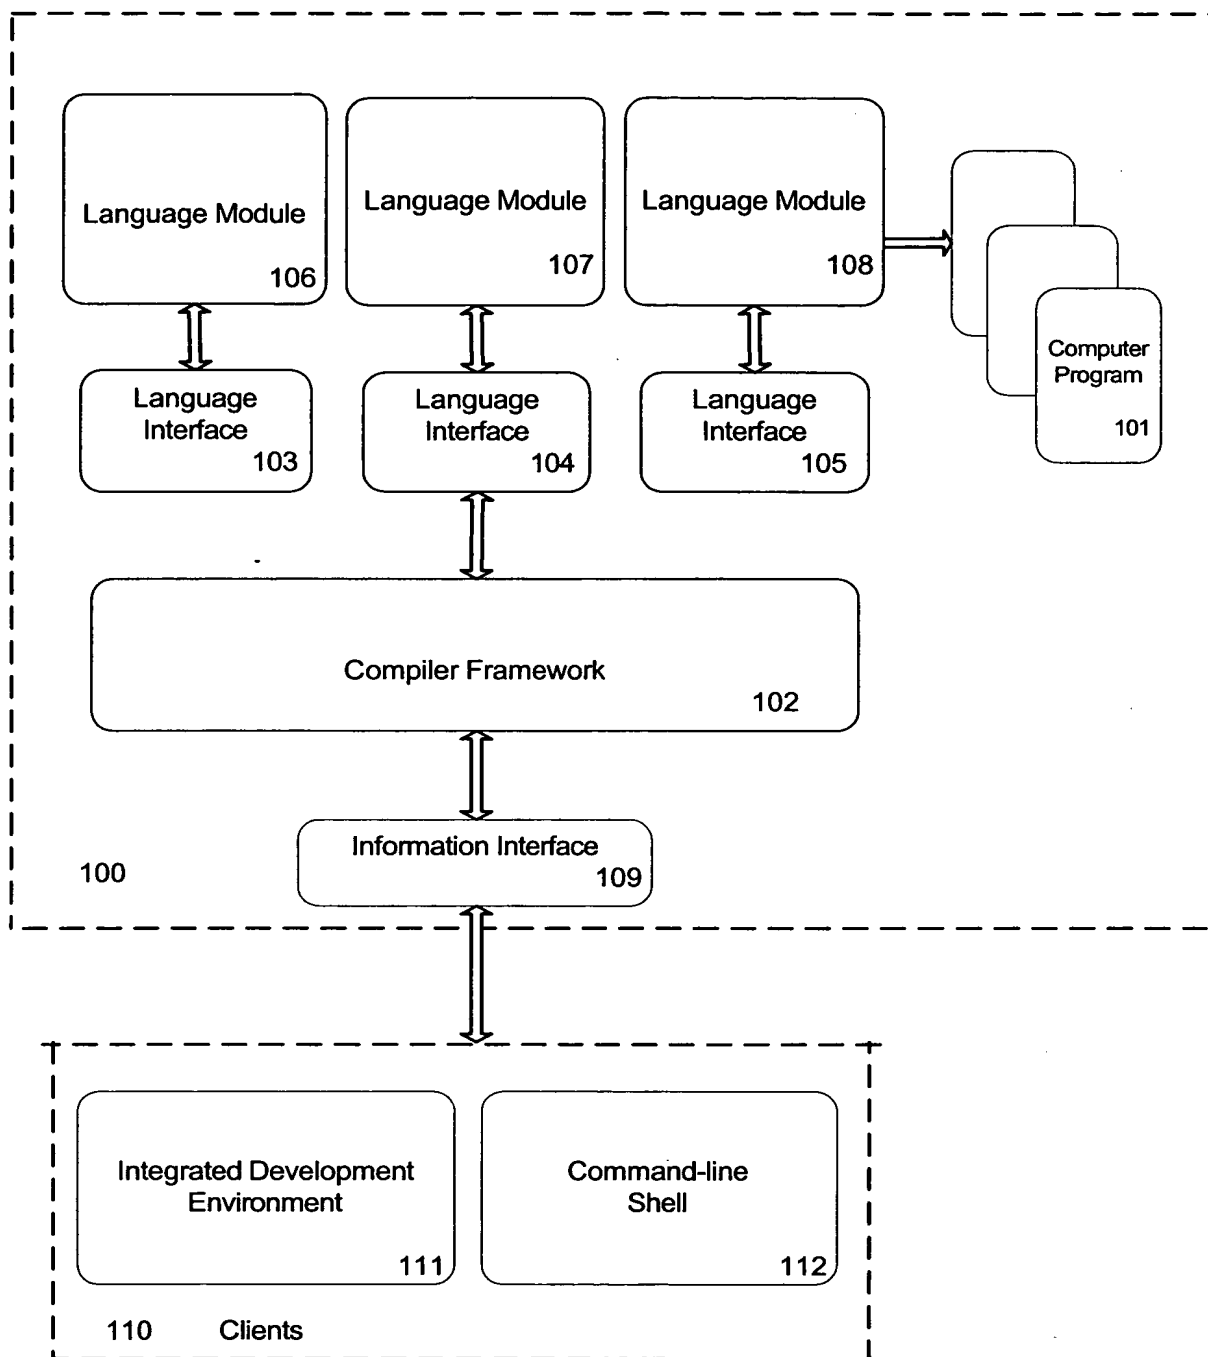 Language Module
106
Language Module
107
Language Module
108
Computer
Program
101
Language
Interface
103
Language
Interface
104
Language
Interface
105
Compiler Framework
102
Information Interface
109
100
Integrated Development
Environment
111
Command-line
Shell
112
110 Clients